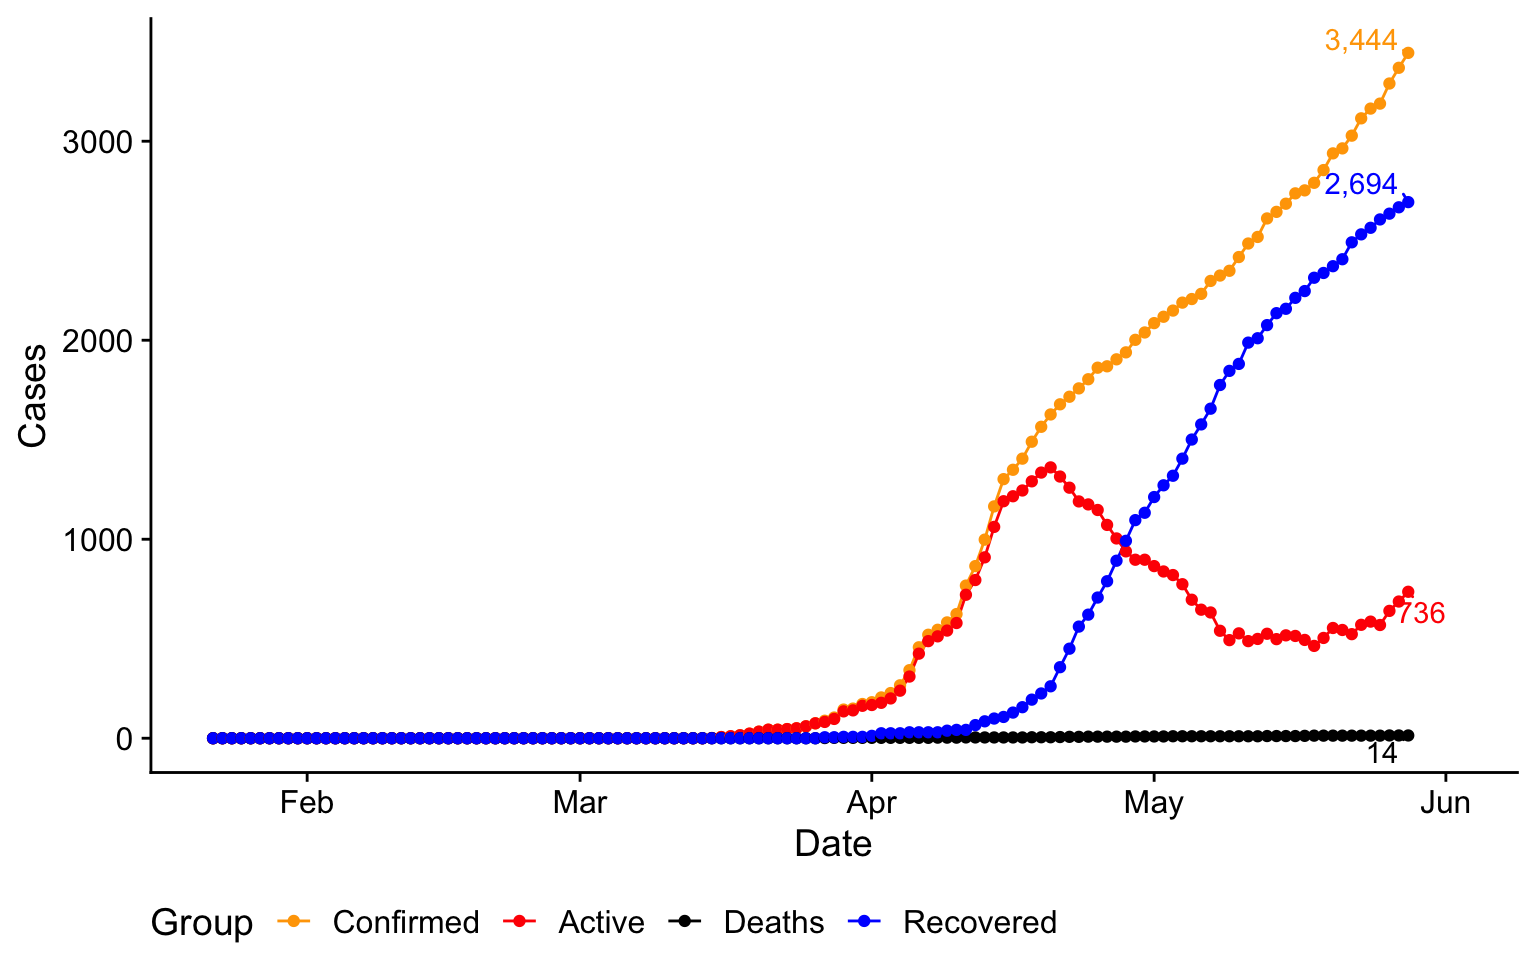 3,444
3000
2,694
2000
Cases
1000
736
0
14
Feb Mar Apr May Jun
Date
Group Confirmed Active Deaths Recovered